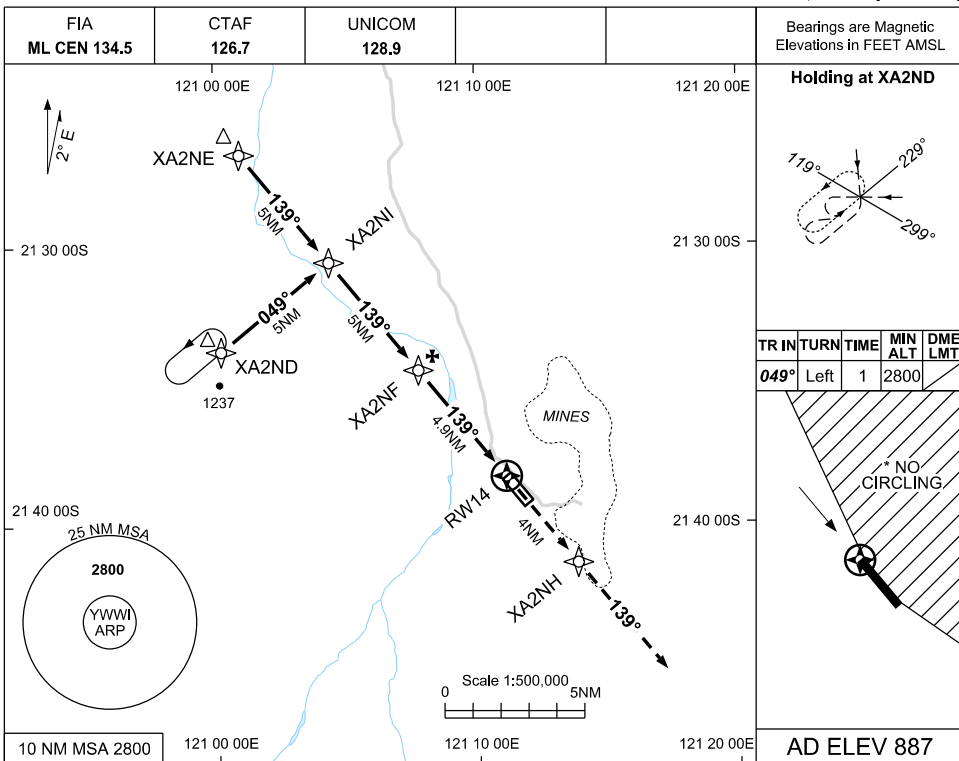 FIA
ML CEN 134.5
CTAF
126.7
UNICOM
128.9
Bearings are Magnetic
Elevations in FEET AMSL
121 00 00E
121 10 00E
121 20 00E
2° E
XA2NE
139°
5NM
XA2NI
21 30 00S
21 30 00S
049°
5NM
139°
5NM
XA2ND
1237
XA2NF
139°
4.9NM
MINES
RW14
4NM
21 40 00S
21 40 00S
XA2NH
139°
25 NM MSA
2800
YWWI
ARP
Scale 1:500,000
0
5NM
10 NM MSA 2800
121 00 00E
121 10 00E
121 20 00E
Holding at XA2ND
119°
229°
299°
TR IN TURN TIME MIN ALT DME LMT
049° Left 1 2800
* NO
CIRCLING
AD ELEV 887